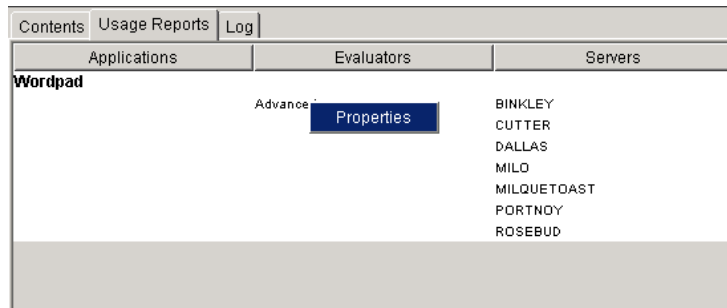 Contents Usage Reports Log
Applications Evaluators Servers
Wordpad
Properties BINKLEY
CUTTER
DALLAS
MILO
MILQUETOAST
PORTNOY
ROSEBUD